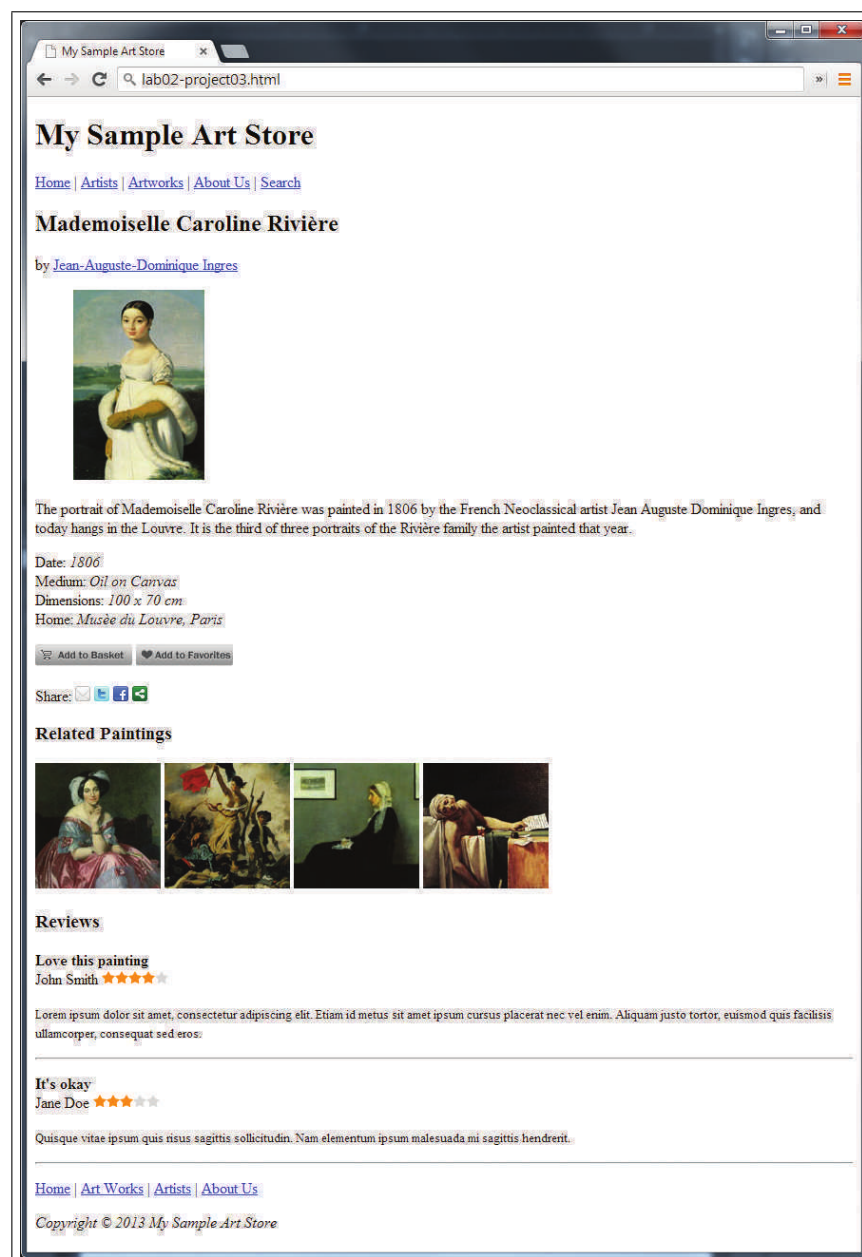 My Sample Art Store
lab02-project03.html
My Sample Art Store
Home | Artists | Artworks | About Us | Search
Mademoiselle Caroline Rivière
by Jean-Auguste-Dominique Ingres
The portrait of Mademoiselle Caroline Rivière was painted in 1806 by the French Neoclassical artist Jean Auguste Dominique Ingres, and
today hangs in the Louvre. It is the third of three portraits of the Rivière family the artist painted that year.
Date: 1806
Medium: Oil on Canvas
Dimensions: 100 x 70 cm
Home: Musèe du Louvre, Paris
Add to Basket Add to Favorites
Share:
Related Paintings
Reviews
Love this painting
John Smith
Lorem ipsum dolor sit amet, consectetur adipiscing elit. Etiam id metus sit amet ipsum cursus placerat nec vel enim. Aliquam justo tortor, euismod quis facilisis
ullamcorper, consequat sed eros.
It's okay
Jane Doe
Quisque vitae ipsum quis risus sagittis sollicitudin. Nam elementum ipsum malesuada mi sagittis hendrerit.
Home | Art Works | Artists | About Us
Copyright © 2013 My Sample Art Store